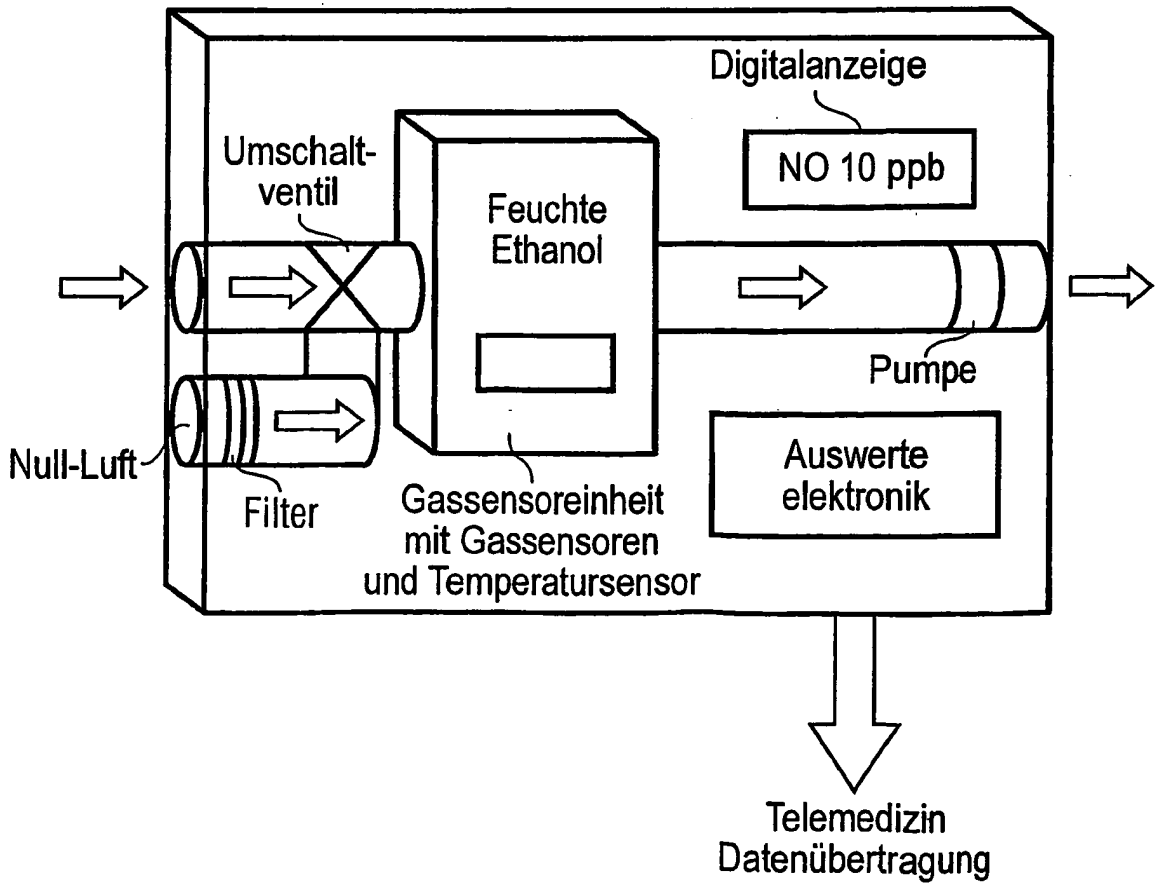 Digitalanzeige
NO 10 ppb
Umschalt-
ventil
Feuchte
Ethanol
Pumpe
Null-Luft
Filter
Gassensoreinheit
mit Gassensoren
und Temperatursensor
Auswerte
elektronik
Telemedizin
Datenübertragung